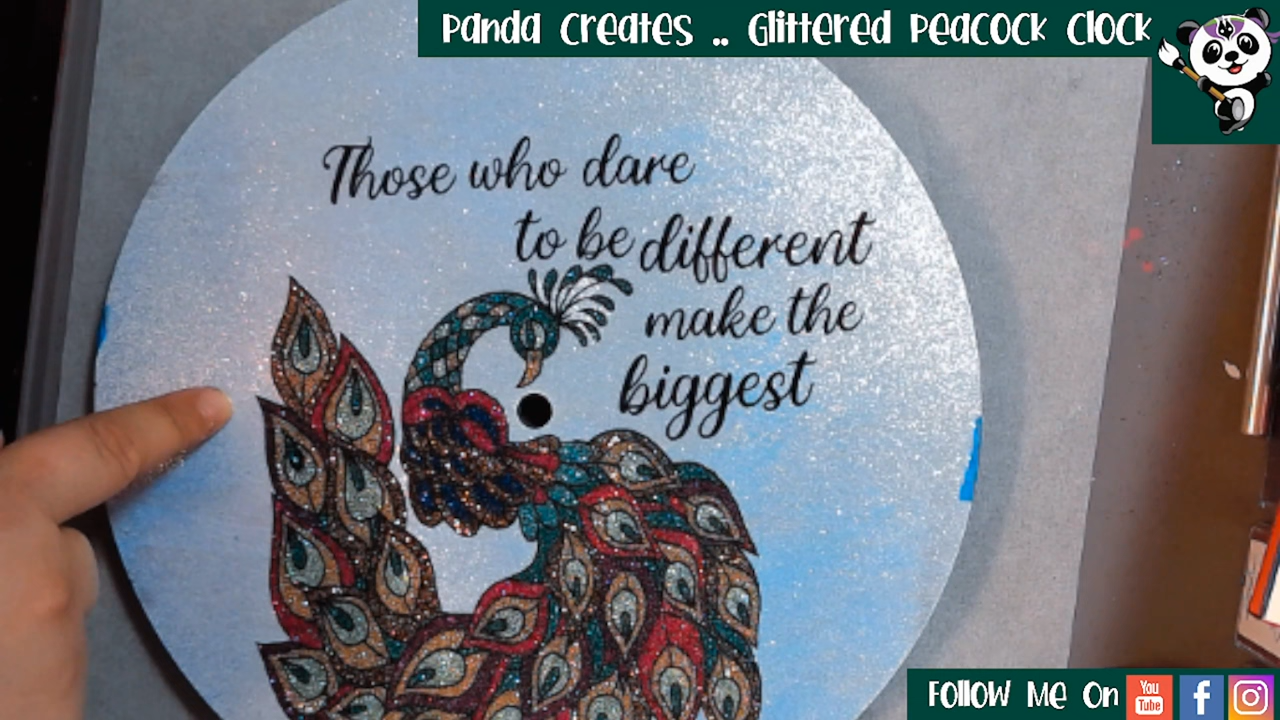 Panda Creates .. Glittered Peacock Clock
Those who dare
to be different
make the
biggest
Follow Me On
You
Tube